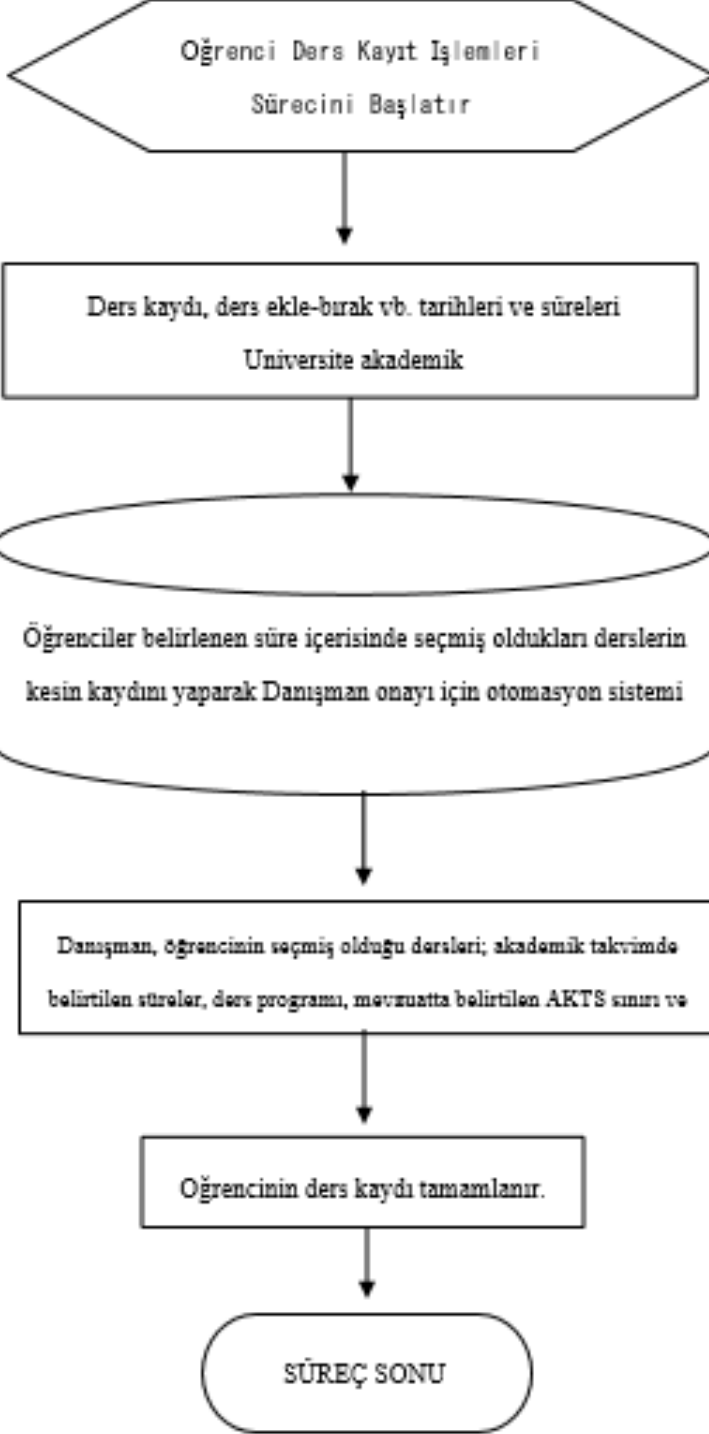 Oğrenci Ders Kayıt Işlemleri
Sürecini Başlatır
Ders kaydı, ders ekle-bırak vb. tarihleri ve süreleri
Universite akademik
Öğrenciler belirlenen süre içerisinde seçmiş oldukları derslerin
kesin kaydını yaparak Danışman onayı için otomasyon sistemi
Danışman, öğrencinin seçmiş olduğu dersleri; akademik takvimde
belirtilen süreler, ders programı, mevzuatta belirtilen AKTS sınırı ve
Oğrencinin ders kaydı tamamlanır.
SÜREÇ SONU